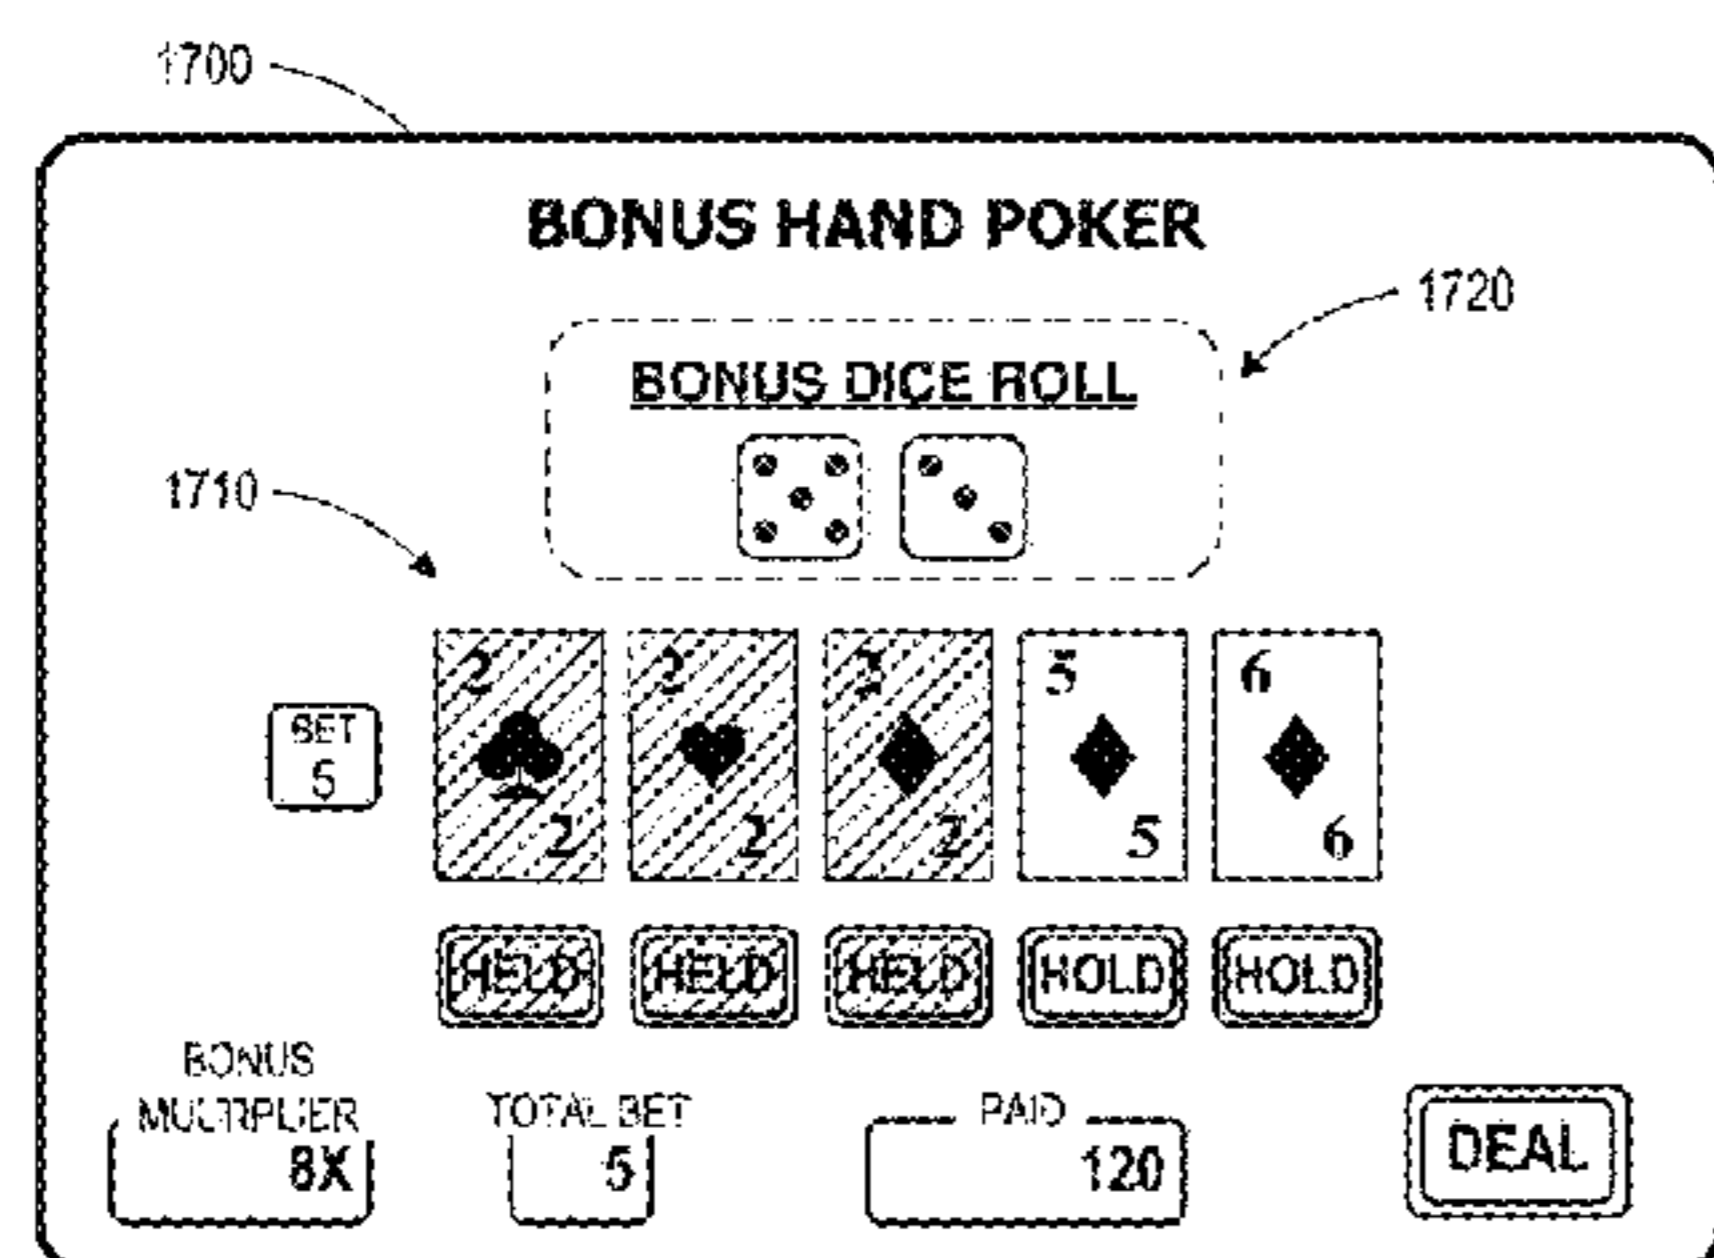 1700
BONUS HAND POKER
1720
BONUS DICE ROLL
1710
2 2 2 5 6
BET
5
2 2 2 5 6
HELD HELD HELD HOLD HOLD
BONUS
MULTIPLIER TOTAL BET PAID
8X 5 120 DEAL